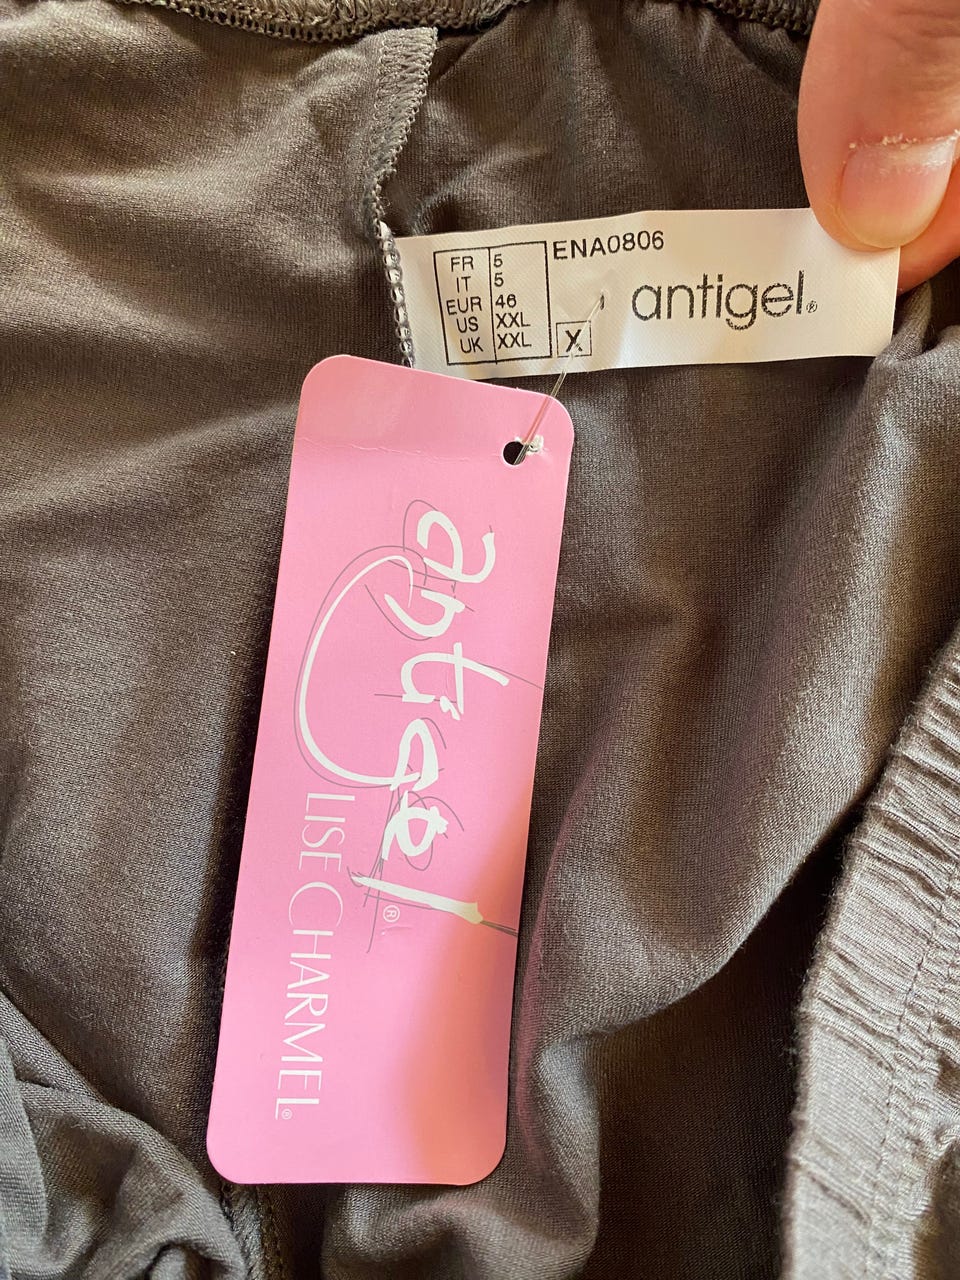 FR 5
IT 5
EUR 46
US XXL
UK XXL
X
ENA0806
antigel®
antigel®
LISE CHARMEL®